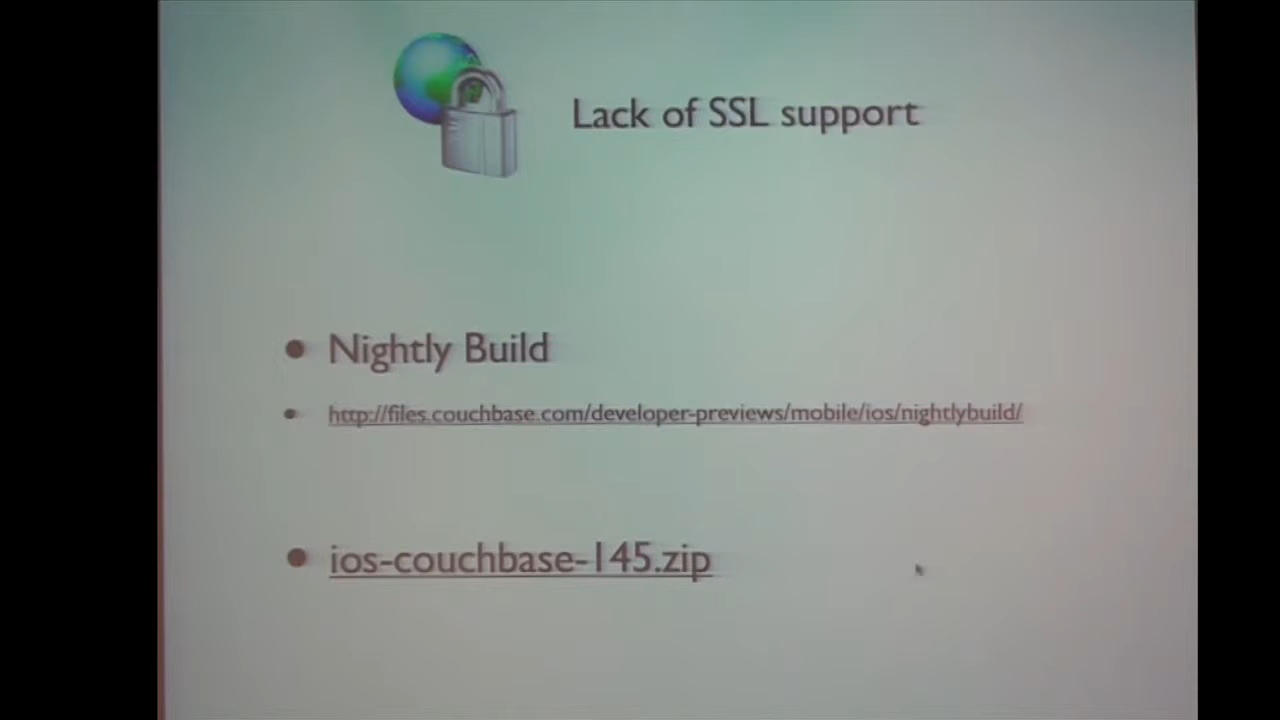 Lack of SSL support
Nightly Build
http://files.couchbase.com/developer-previews/mobile/ios/nightlybuild/
ios-couchbase-145.zip